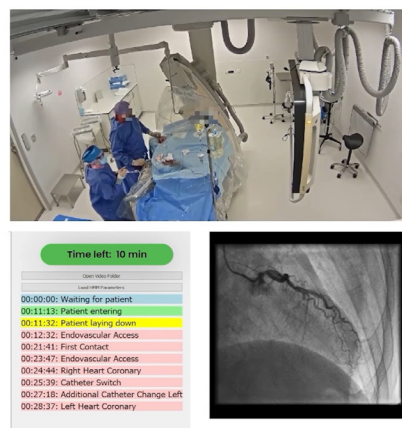 Time left: 10 min
Open Video Folder
Load HMM Parameters
00:00:00: Waiting for patient
00:11:13: Patient entering
00:11:32: Patient laying down
00:12:32: Endovascular Access
00:21:41: First Contact
00:23:47: Endovascular Access
00:24:44: Right Heart Coronary
00:25:39: Catheter Switch
00:27:18: Additional Catheter Change Left
00:28:37: Left Heart Coronary